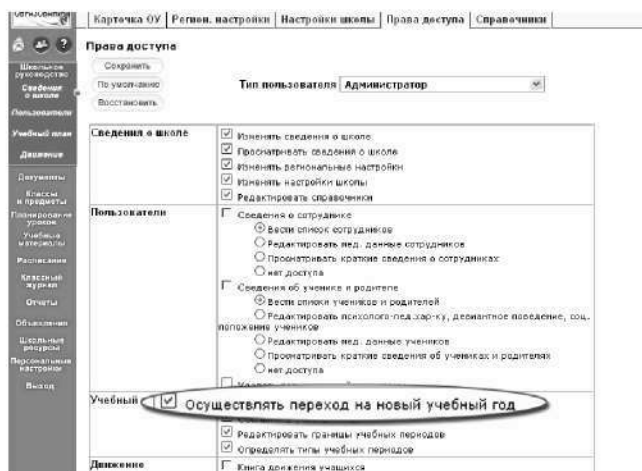 Карточка ОУ Регион. настройки Настройки школы Права доступа Справочники
Права доступа
Сохранить
По умолчанию
Восстановить
Тип пользователя Администратор
Школьное руководство
Сведения о школе
Пользователи
Учебный план
Движение
Документы
Классы и предметы
Планирование уроков
Учебные материалы
Расписание
Классный журнал
Отчеты
Объявления
Школьные ресурсы
Персональные настройки
Выход
Сведения о школе
Изменять сведения о школе
Просматривать сведения о школе
Изменять региональные настройки
Изменять настройки школы
Редактировать справочники
Пользователи
Сведения о сотруднике
Вести список сотрудников
Редактировать мед. данные сотрудников
Просматривать краткие сведения о сотрудниках
нет доступа
Сведения об ученике и родителе
Вести списки учеников и родителей
Редактировать психолого-пед.хар-ку, девиантное поведение, соц.
положение учеников
Редактировать мед. данные учеников
Просматривать краткие сведения об учениках и родителях
нет доступа
Учебный
Осуществлять переход на новый учебный год
Редактировать границы учебных периодов
Определять типы учебных периодов
Движение
Книга движения учащихся